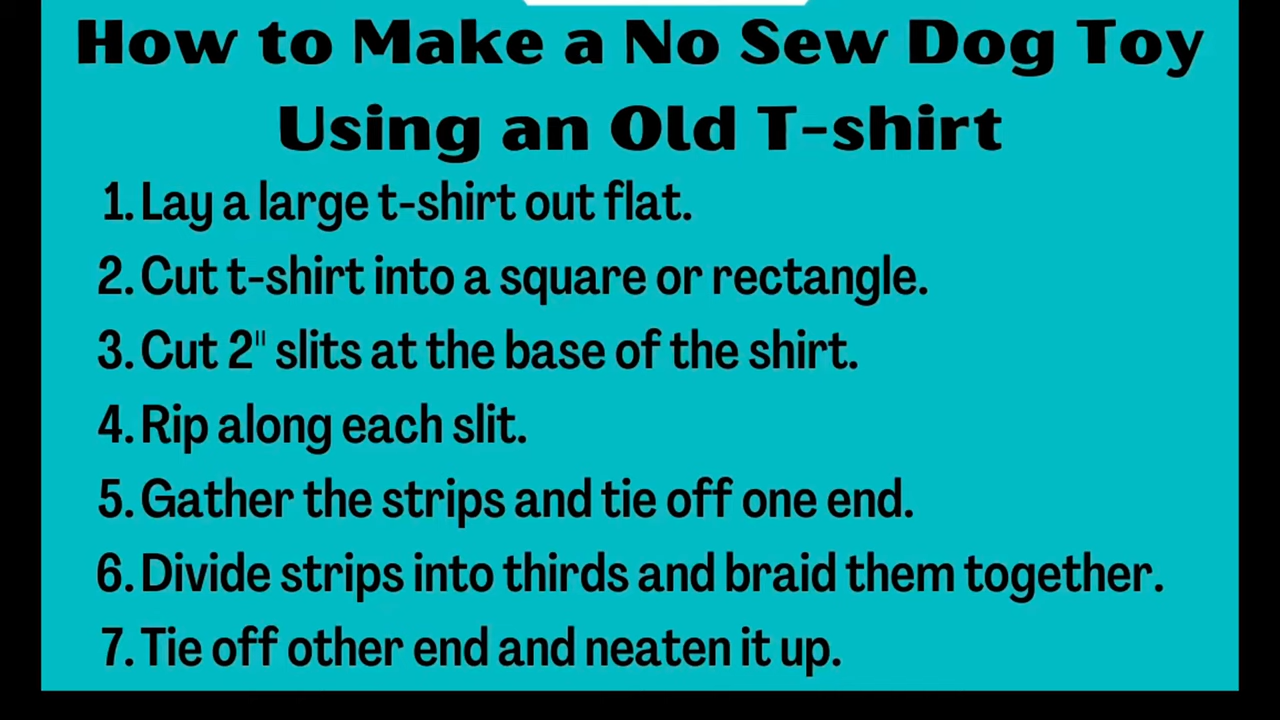 How to Make a No Sew Dog Toy
Using an Old T-shirt
1. Lay a large t-shirt out flat.
2. Cut t-shirt into a square or rectangle.
3. Cut 2" slits at the base of the shirt.
4. Rip along each slit.
5. Gather the strips and tie off one end.
6. Divide strips into thirds and braid them together.
7. Tie off other end and neaten it up.